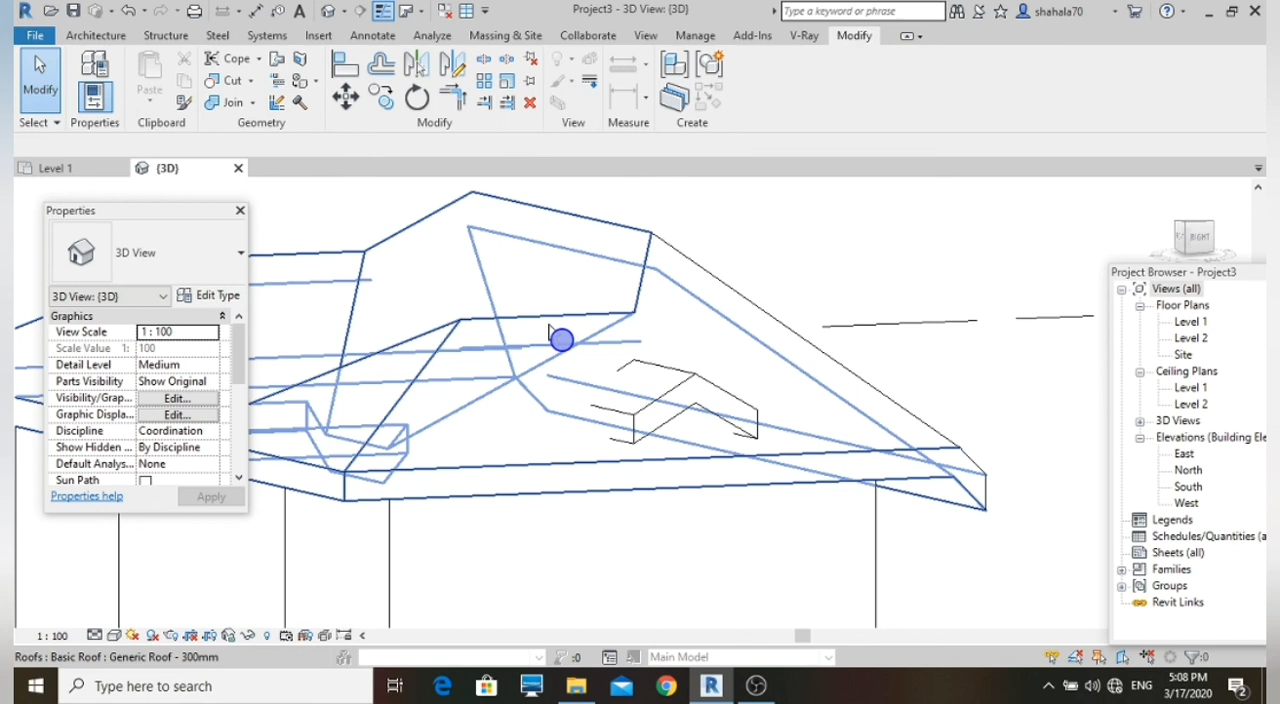 Project3 - 3D View: {3D}
Type a keyword or phrase
shahala70
File Architecture Structure Steel Systems Insert Annotate Analyze Massing & Site Collaborate View Manage Add-Ins V-Ray Modify
Modify
Paste
Cope
Cut
Join
Select Properties Clipboard Geometry Modify View Measure Create
Level 1
{3D}
Properties
3D View
3D View: {3D}
Edit Type
Graphics
View Scale 1 : 100
Scale Value 1: 100
Detail Level Medium
Parts Visibility Show Original
Visibility/Grap... Edit...
Graphic Displa... Edit...
Discipline Coordination
Show Hidden ... By Discipline
Default Analys... None
Sun Path
Properties help
Apply
RIGHT
Project Browser - Project3
Views (all)
Floor Plans
Level 1
Level 2
Site
Ceiling Plans
Level 1
Level 2
3D Views
Elevations (Building Ele
East
North
South
West
Legends
Schedules/Quantities (a
Sheets (all)
Families
Groups
Revit Links
1 : 100
Roofs : Basic Roof : Generic Roof - 300mm
:0
Main Model
:0
Type here to search
ENG
5:08 PM
3/17/2020
2